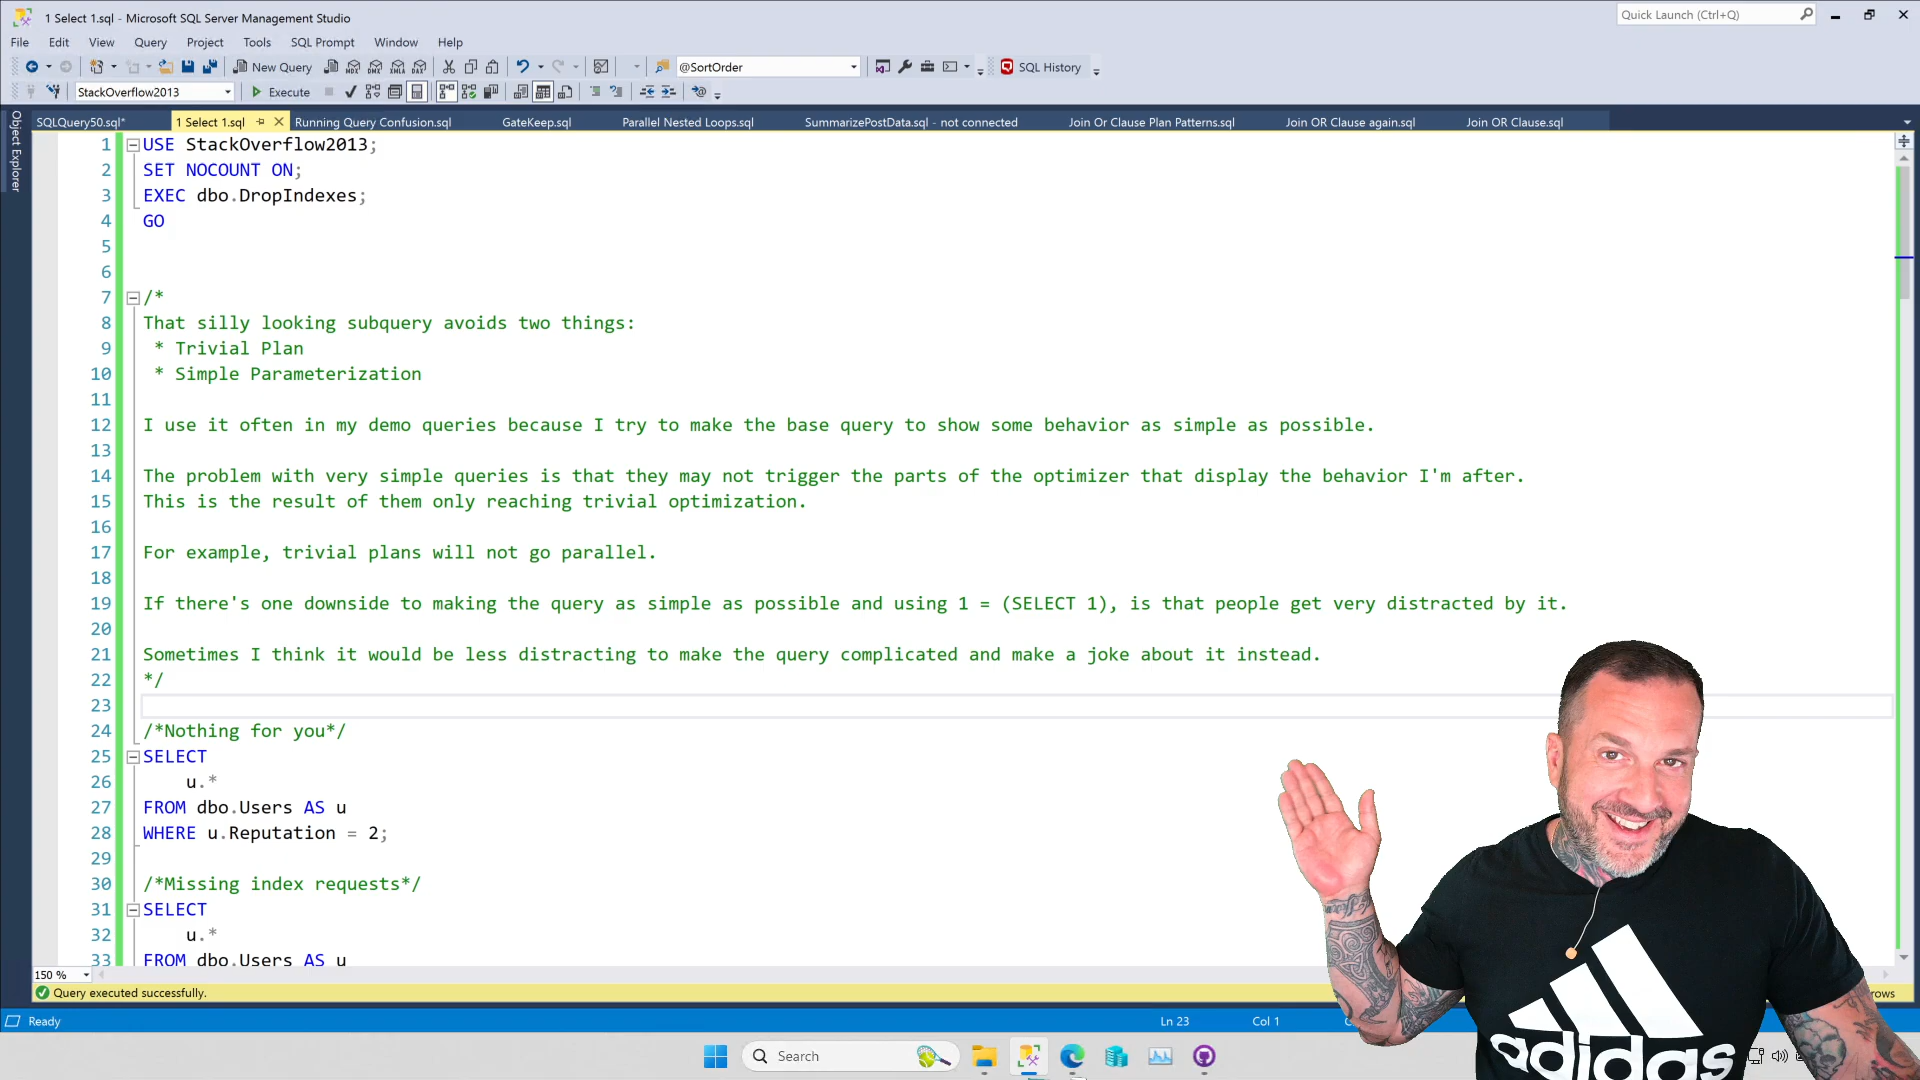 1 Select 1.sql - Microsoft SQL Server Management Studio
Quick Launch (Ctrl+Q)
File Edit View Query Project Tools SQL Prompt Window Help
New Query @SortOrder SQL History
StackOverflow2013 Execute
SQLQuery50.sql* 1 Select 1.sql Running Query Confusion.sql GateKeep.sql Parallel Nested Loops.sql SummarizePostData.sql - not connected Join Or Clause Plan Patterns.sql Join OR Clause again.sql Join OR Clause.sql
Object Explorer
1 USE StackOverflow2013;
2 SET NOCOUNT ON;
3 EXEC dbo.DropIndexes;
4 GO
5
6
7 /*
8 That silly looking subquery avoids two things:
9 * Trivial Plan
10 * Simple Parameterization
11
12 I use it often in my demo queries because I try to make the base query to show some behavior as simple as possible.
13
14 The problem with very simple queries is that they may not trigger the parts of the optimizer that display the behavior I'm after.
15 This is the result of them only reaching trivial optimization.
16
17 For example, trivial plans will not go parallel.
18
19 If there's one downside to making the query as simple as possible and using 1 = (SELECT 1), is that people get very distracted by it.
20
21 Sometimes I think it would be less distracting to make the query complicated and make a joke about it instead.
22 */
23
24 /*Nothing for you*/
25 SELECT
26 u.*
27 FROM dbo.Users AS u
28 WHERE u.Reputation = 2;
29
30 /*Missing index requests*/
31 SELECT
32 u.*
33 FROM dbo.Users AS u
150 %
Query executed successfully. rows
Ready Ln 23 Col 1
Search
adidas